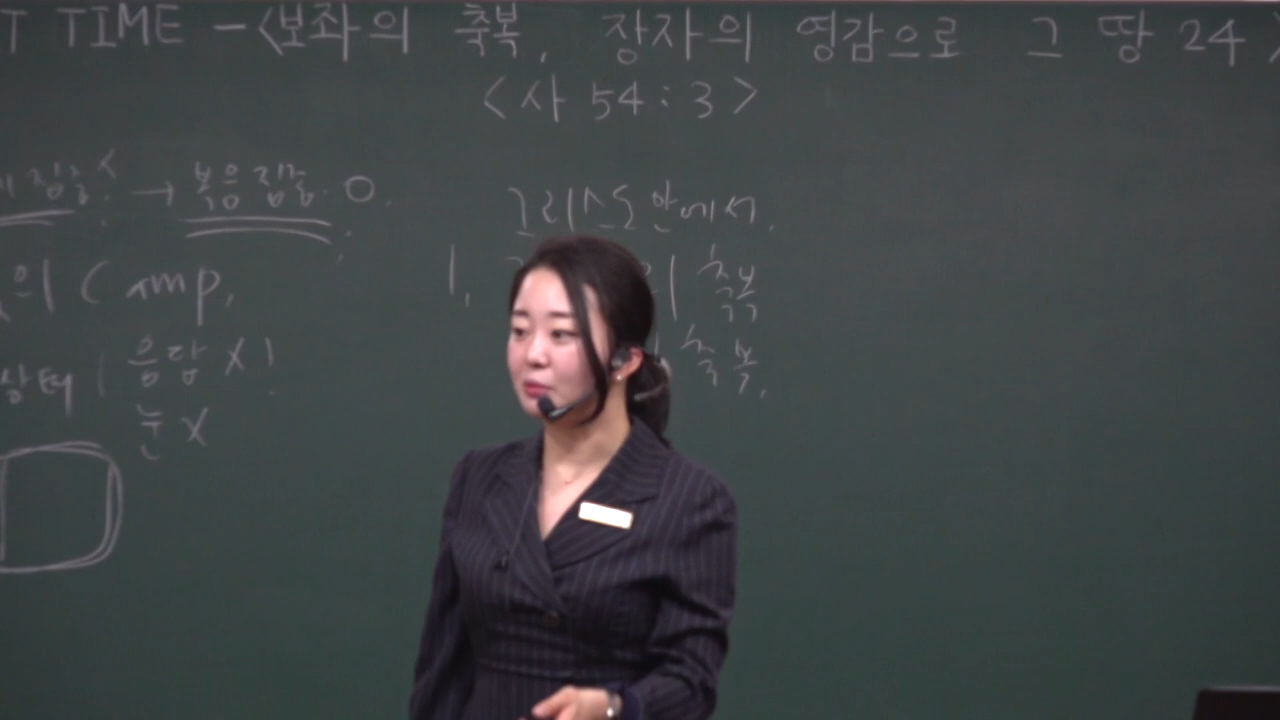 T TIME -<보좌의 축복, 장자의 영감으로 그 땅 24
<사 54:3>
→ 복음집중. O.
그리스도 안에서,
의 Camp,
1, 의 축복
상태 | 응답 X!
축복,
눈 X